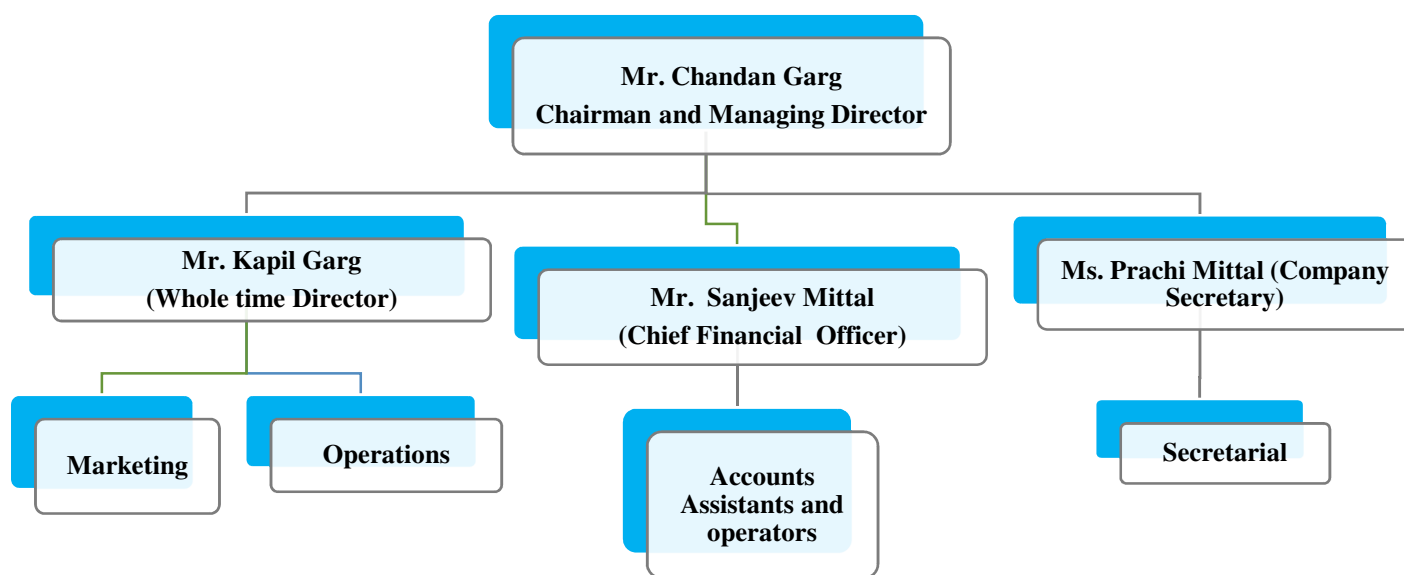 Mr. Chandan Garg
Chairman and Managing Director
Mr. Kapil Garg
(Whole time Director)
Mr. Sanjeev Mittal
(Chief Financial Officer)
Ms. Prachi Mittal (Company
Secretary)
Marketing
Operations
Accounts
Assistants and
operators
Secretarial